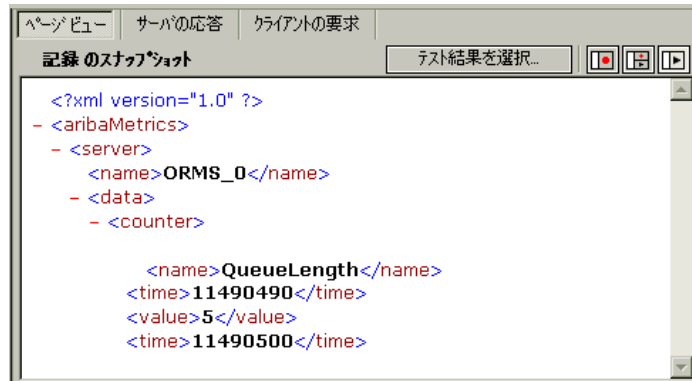 ページビュー サーバの応答 クライアントの要求
記録 のスナップショット テスト結果を選択...
<?xml version="1.0" ?>
– <aribaMetrics>
– <server>
<name>ORMS_0</name>
– <data>
– <counter>
<name>QueueLength</name>
<time>11490490</time>
<value>5</value>
<time>11490500</time>